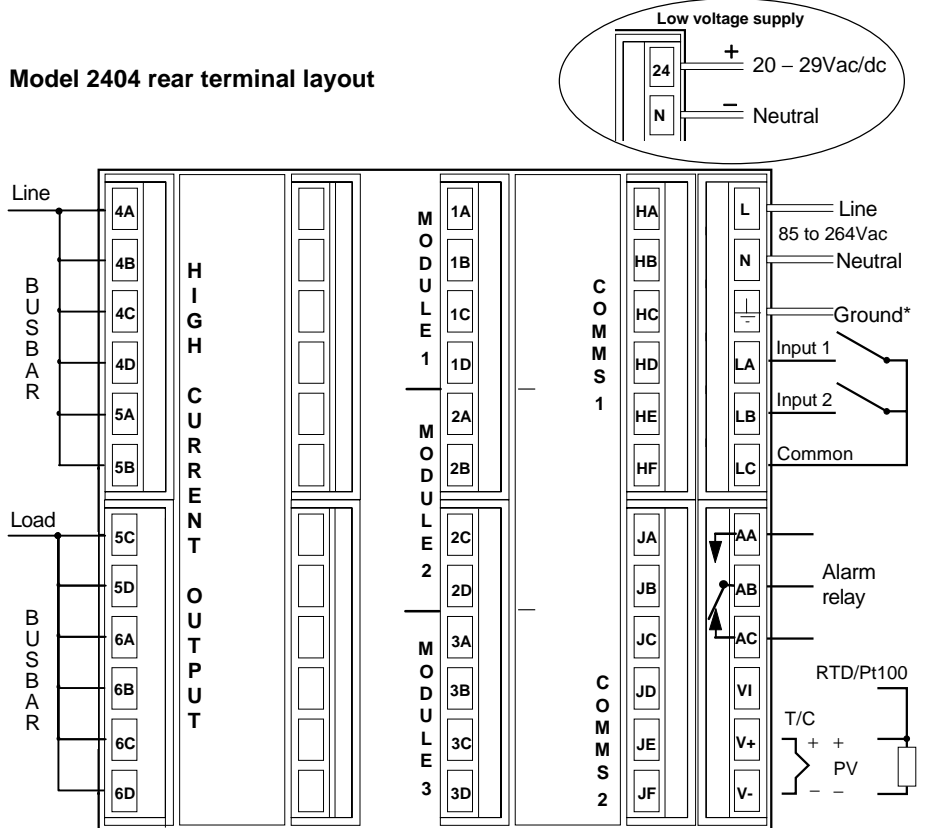 Low voltage supply
24
+
20 – 29Vac/dc
N
–
Neutral
Model 2404 rear terminal layout
Line
BUSBAR
4A
4B
4C
4D
5A
5B
Load
BUSBAR
5C
5D
6A
6B
6C
6D
HIGH CURRENT OUTPUT
MODULE 1
1A
1B
1C
1D
MODULE 2
2A
2B
2C
2D
MODULE 3
3A
3B
3C
3D
COMMS 1
HA
HB
HC
HD
HE
HF
COMMS 2
JA
JB
JC
JD
JE
JF
L
Line
85 to 264Vac
N
Neutral
Ground*
LA
Input 1
LB
Input 2
LC
Common
AA
AB
AC
Alarm
relay
VI
RTD/Pt100
V+
T/C
+ +
PV
V-
– –